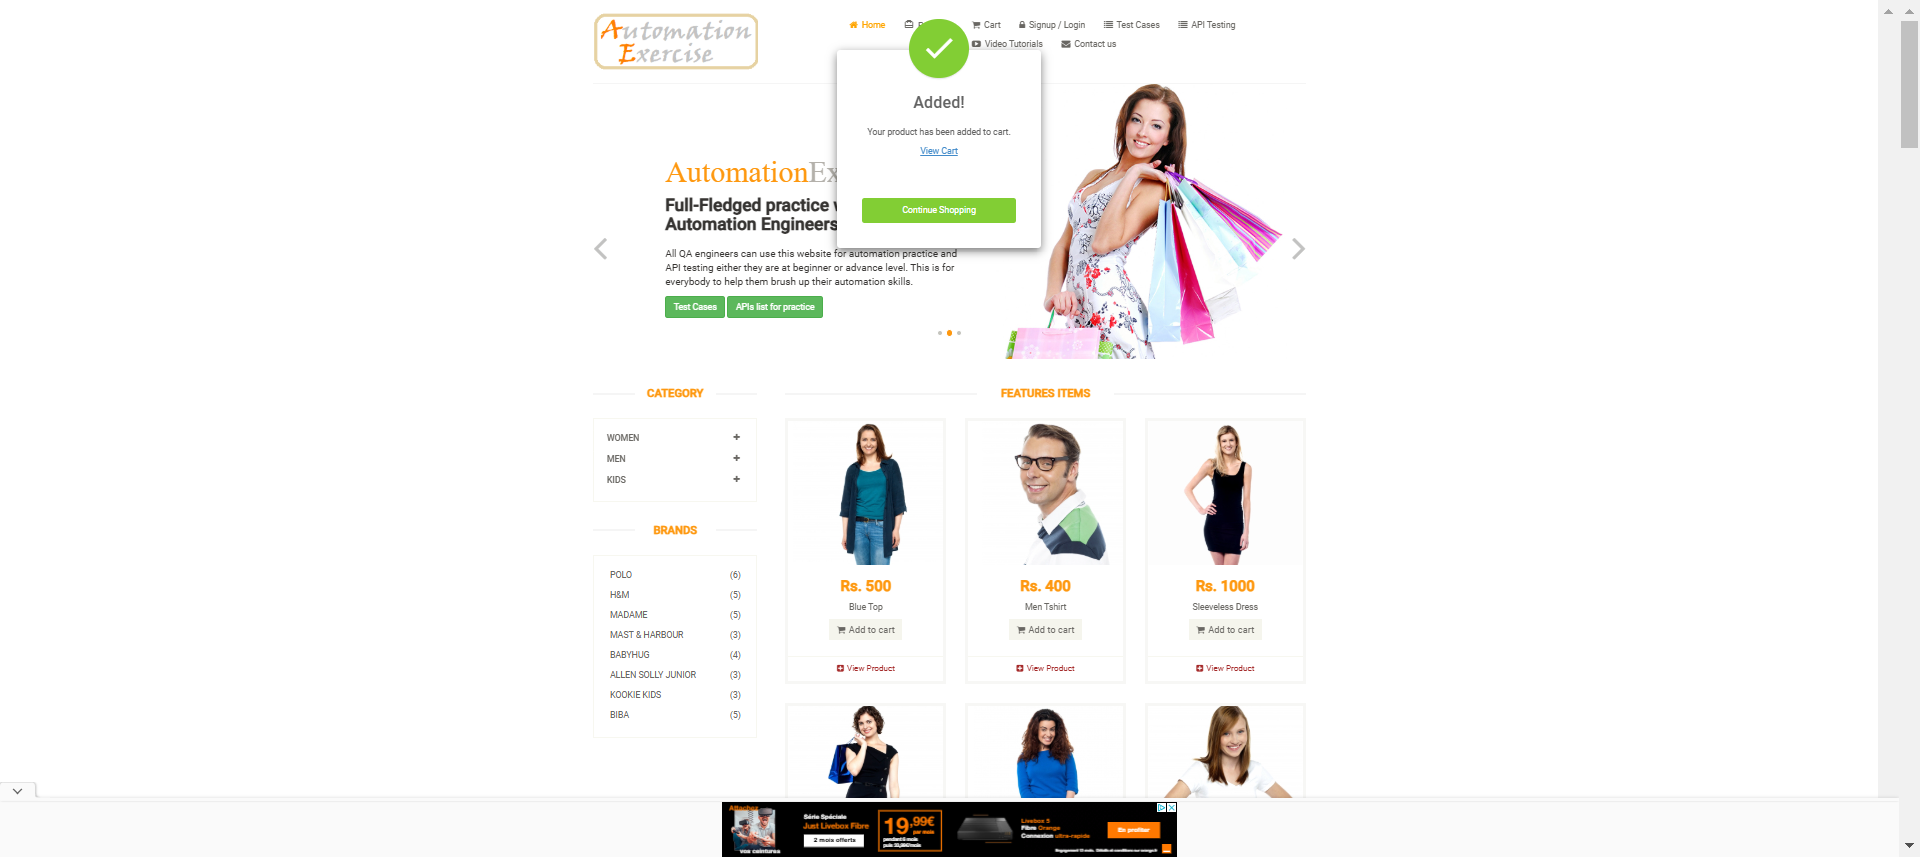 Automation
Exercise
Home
Cart
Signup / Login
Test Cases
API Testing
Video Tutorials
Contact us
Added!
Your product has been added to cart.
View Cart
Continue Shopping
AutomationEx
Full-Fledged practice
Automation Engineers
All QA engineers can use this website for automation practice and
API testing either they are at beginner or advance level. This is for
everybody to help them brush up their automation skills.
Test Cases
APIs list for practice
CATEGORY
WOMEN
MEN
KIDS
BRANDS
POLO (6)
H&M (5)
MADAME (5)
MAST & HARBOUR (3)
BABYHUG (4)
ALLEN SOLLY JUNIOR (3)
KOOKIE KIDS (3)
BIBA (5)
FEATURES ITEMS
Rs. 500
Blue Top
Add to cart
View Product
Rs. 400
Men Tshirt
Add to cart
View Product
Rs. 1000
Sleeveless Dress
Add to cart
View Product
Attachez
vos ceintures
Série Spéciale
Just Livebox Fibre
2 mois offerts
19,99€
par mois
pendant 6 mois
Livebox 5
Fibre Orange
Connexion ultra-rapide
En profiter